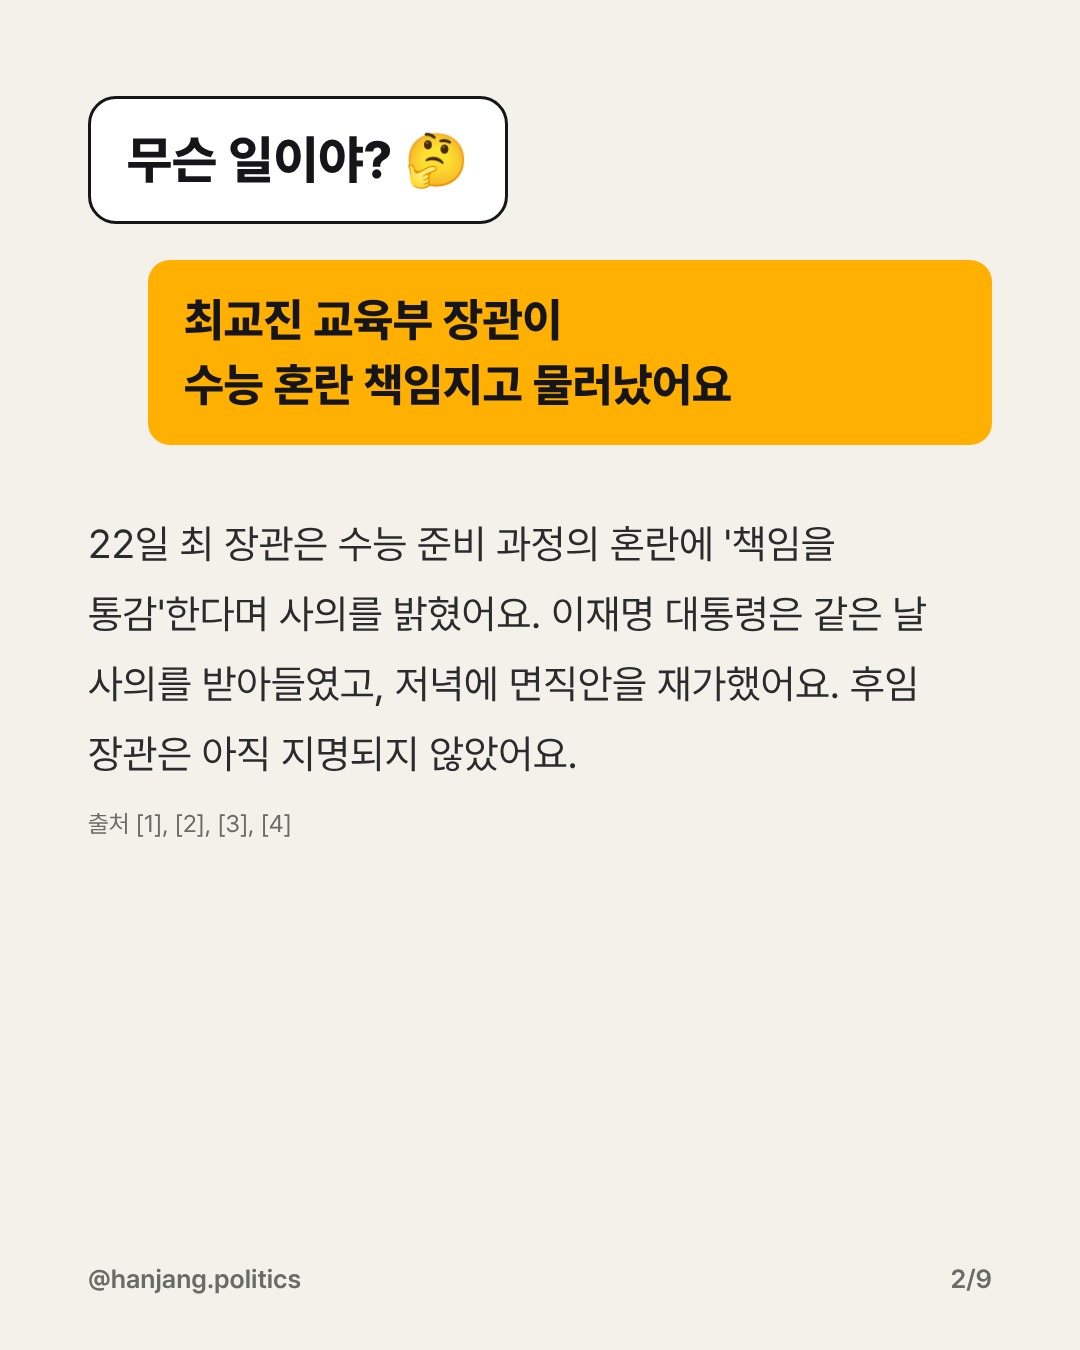 무슨 일이야? 🤔
최교진 교육부 장관이
수능 혼란 책임지고 물러났어요
22일 최 장관은 수능 준비 과정의 혼란에 '책임을
통감'한다며 사의를 밝혔어요. 이재명 대통령은 같은 날
사의를 받아들였고, 저녁에 면직안을 재가했어요. 후임
장관은 아직 지명되지 않았어요.
출처 [1], [2], [3], [4]
@hanjang.politics
2/9